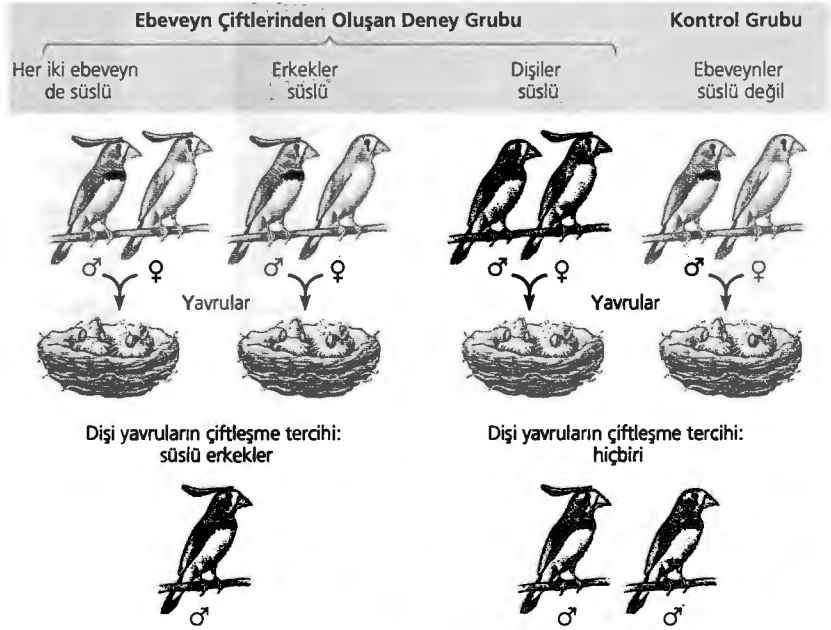 Ebeveyn Çiftlerinden Oluşan Deney Grubu
Kontrol Grubu
Her iki ebeveyn
de süslü
Erkekler
süslü
Dişiler
süslü
Ebeveynler
süslü değil
♂ ♀
♂ ♀
♂ ♀
♂ ♀
Yavrular
Yavrular
Dişi yavruların çiftleşme tercihi:
süslü erkekler
Dişi yavruların çiftleşme tercihi:
hiçbiri
♂
♂
♂